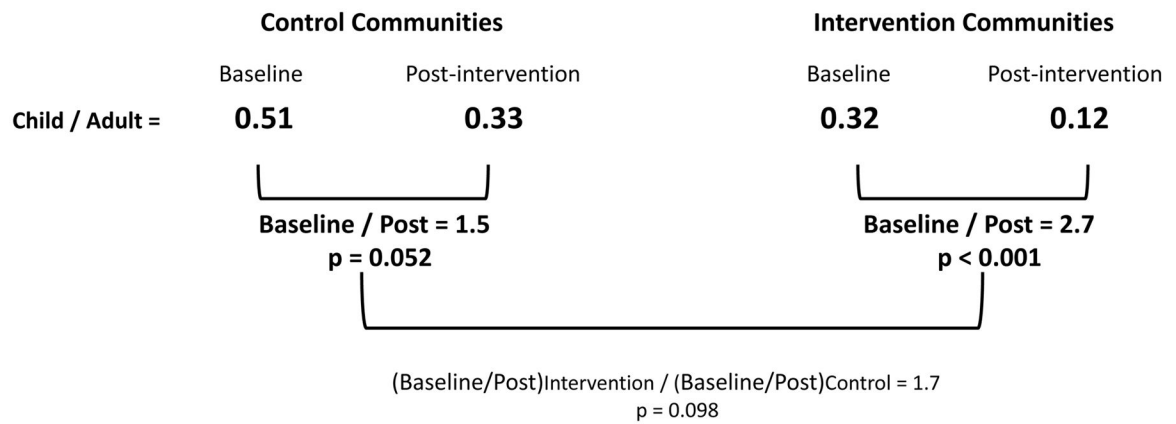 Control Communities Intervention Communities
Baseline Post-intervention Baseline Post-intervention
Child / Adult = 0.51 0.33 0.32 0.12
Baseline / Post = 1.5 Baseline / Post = 2.7
p = 0.052 p < 0.001
(Baseline/Post)Intervention / (Baseline/Post)Control = 1.7
p = 0.098